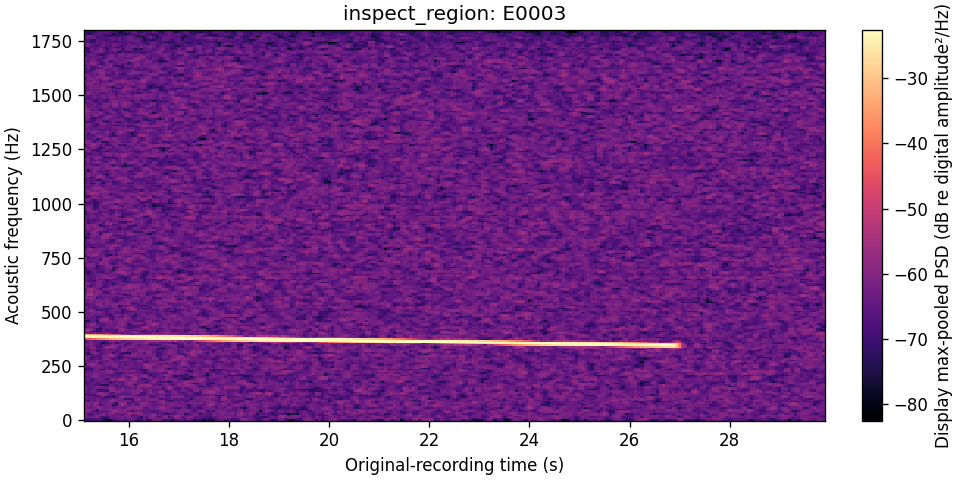 inspect_region: E0003
1750
1500
1250
1000
750
500
250
0
Acoustic frequency (Hz)
16 18 20 22 24 26 28
Original-recording time (s)
−30
−40
−50
−60
−70
−80
Display max-pooled PSD (dB re digital amplitude²/Hz)